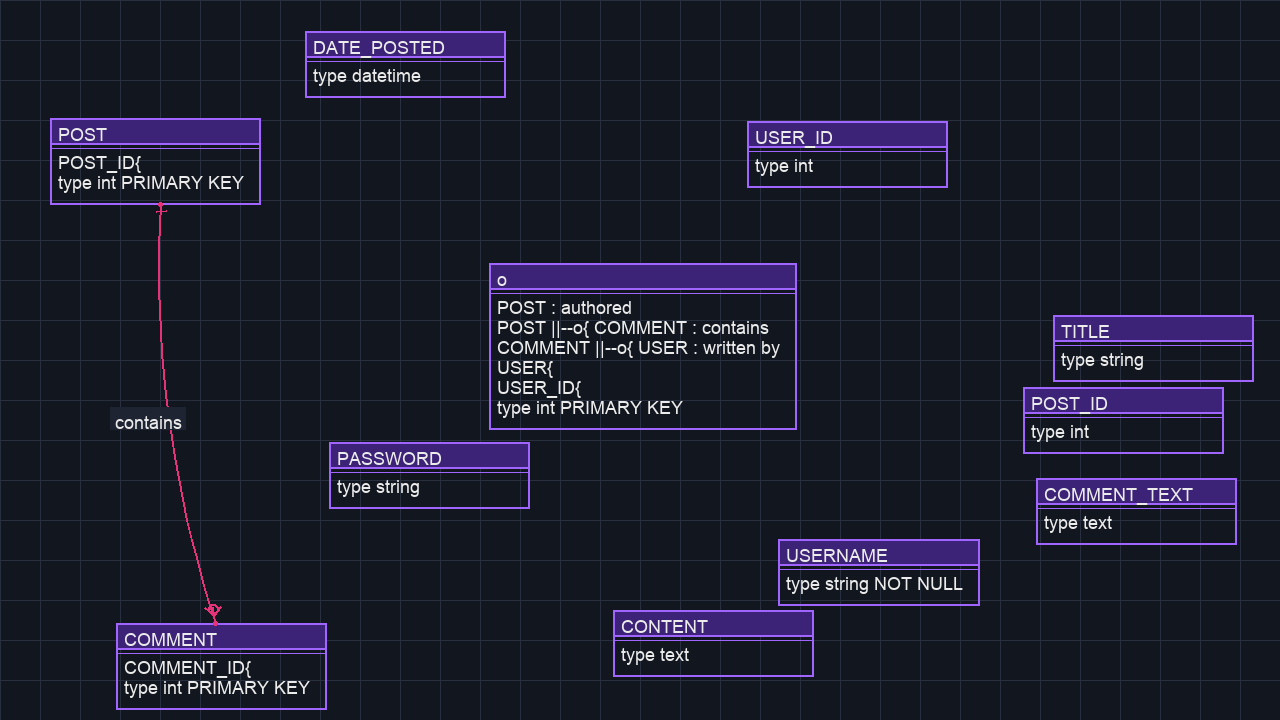 DATE_POSTED
type datetime
POST
POST_ID{
type int PRIMARY KEY
USER_ID
type int
o
POST : authored
POST ||--o{ COMMENT : contains
COMMENT ||--o{ USER : written by
USER{
USER_ID{
type int PRIMARY KEY
TITLE
type string
POST_ID
type int
contains
PASSWORD
type string
COMMENT_TEXT
type text
USERNAME
type string NOT NULL
CONTENT
type text
COMMENT
COMMENT_ID{
type int PRIMARY KEY